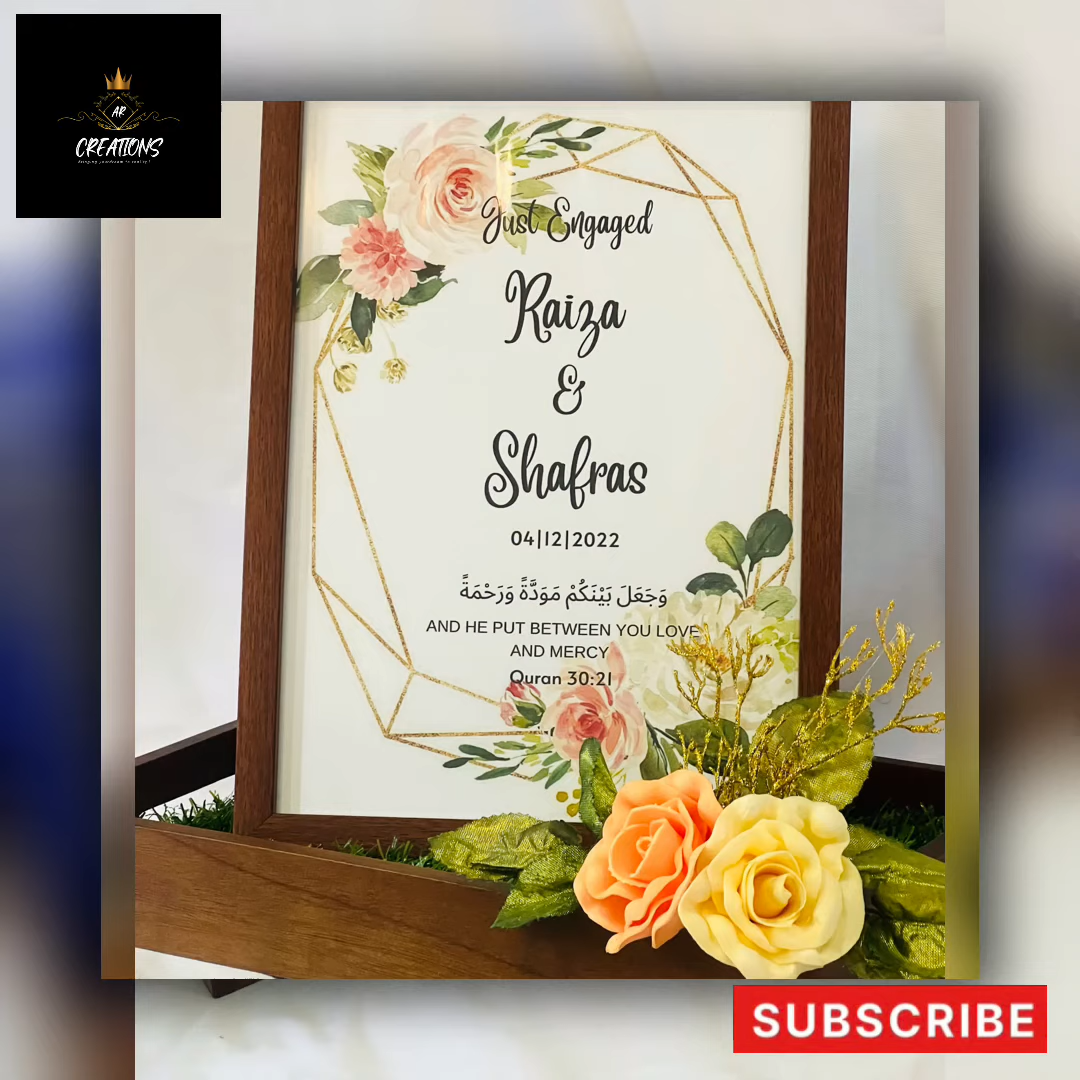 AR
CREATIONS
Just Engaged
Raiza
&
Shafras
04|12|2022
وَجَعَلَ بَيْنَكُمْ مَوَدَّةً وَرَحْمَةً
AND HE PUT BETWEEN YOU LOVE
AND MERCY
Quran 30:21
SUBSCRIBE